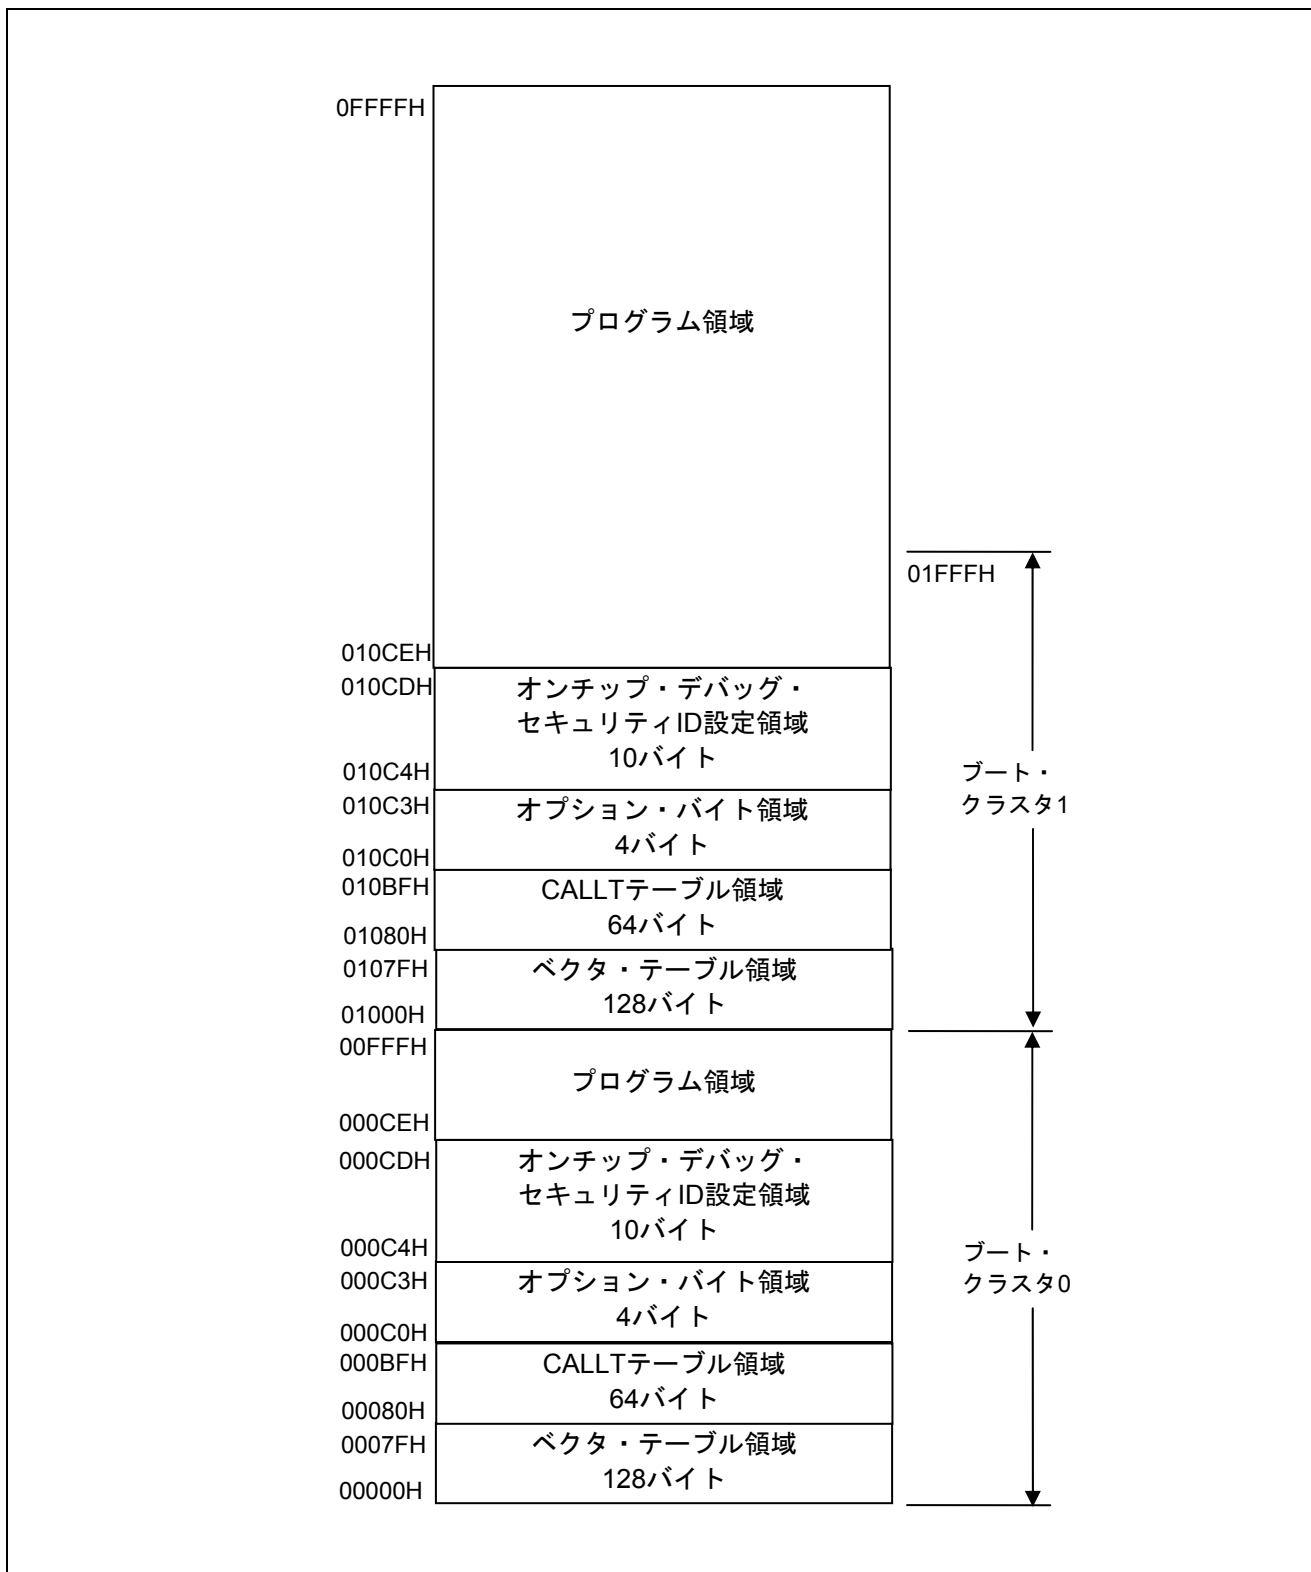 0FFFFH
プログラム領域
01FFFH
010CEH
010CDH
オンチップ・デバッグ・
セキュリティID設定領域
10バイト
010C4H
ブート・
クラスタ1
010C3H
オプション・バイト領域
4バイト
010C0H
010BFH
CALLTテーブル領域
64バイト
01080H
0107FH
ベクタ・テーブル領域
128バイト
01000H
00FFFH
プログラム領域
000CEH
000CDH
オンチップ・デバッグ・
セキュリティID設定領域
10バイト
000C4H
ブート・
クラスタ0
000C3H
オプション・バイト領域
4バイト
000C0H
000BFH
CALLTテーブル領域
64バイト
00080H
0007FH
ベクタ・テーブル領域
128バイト
00000H